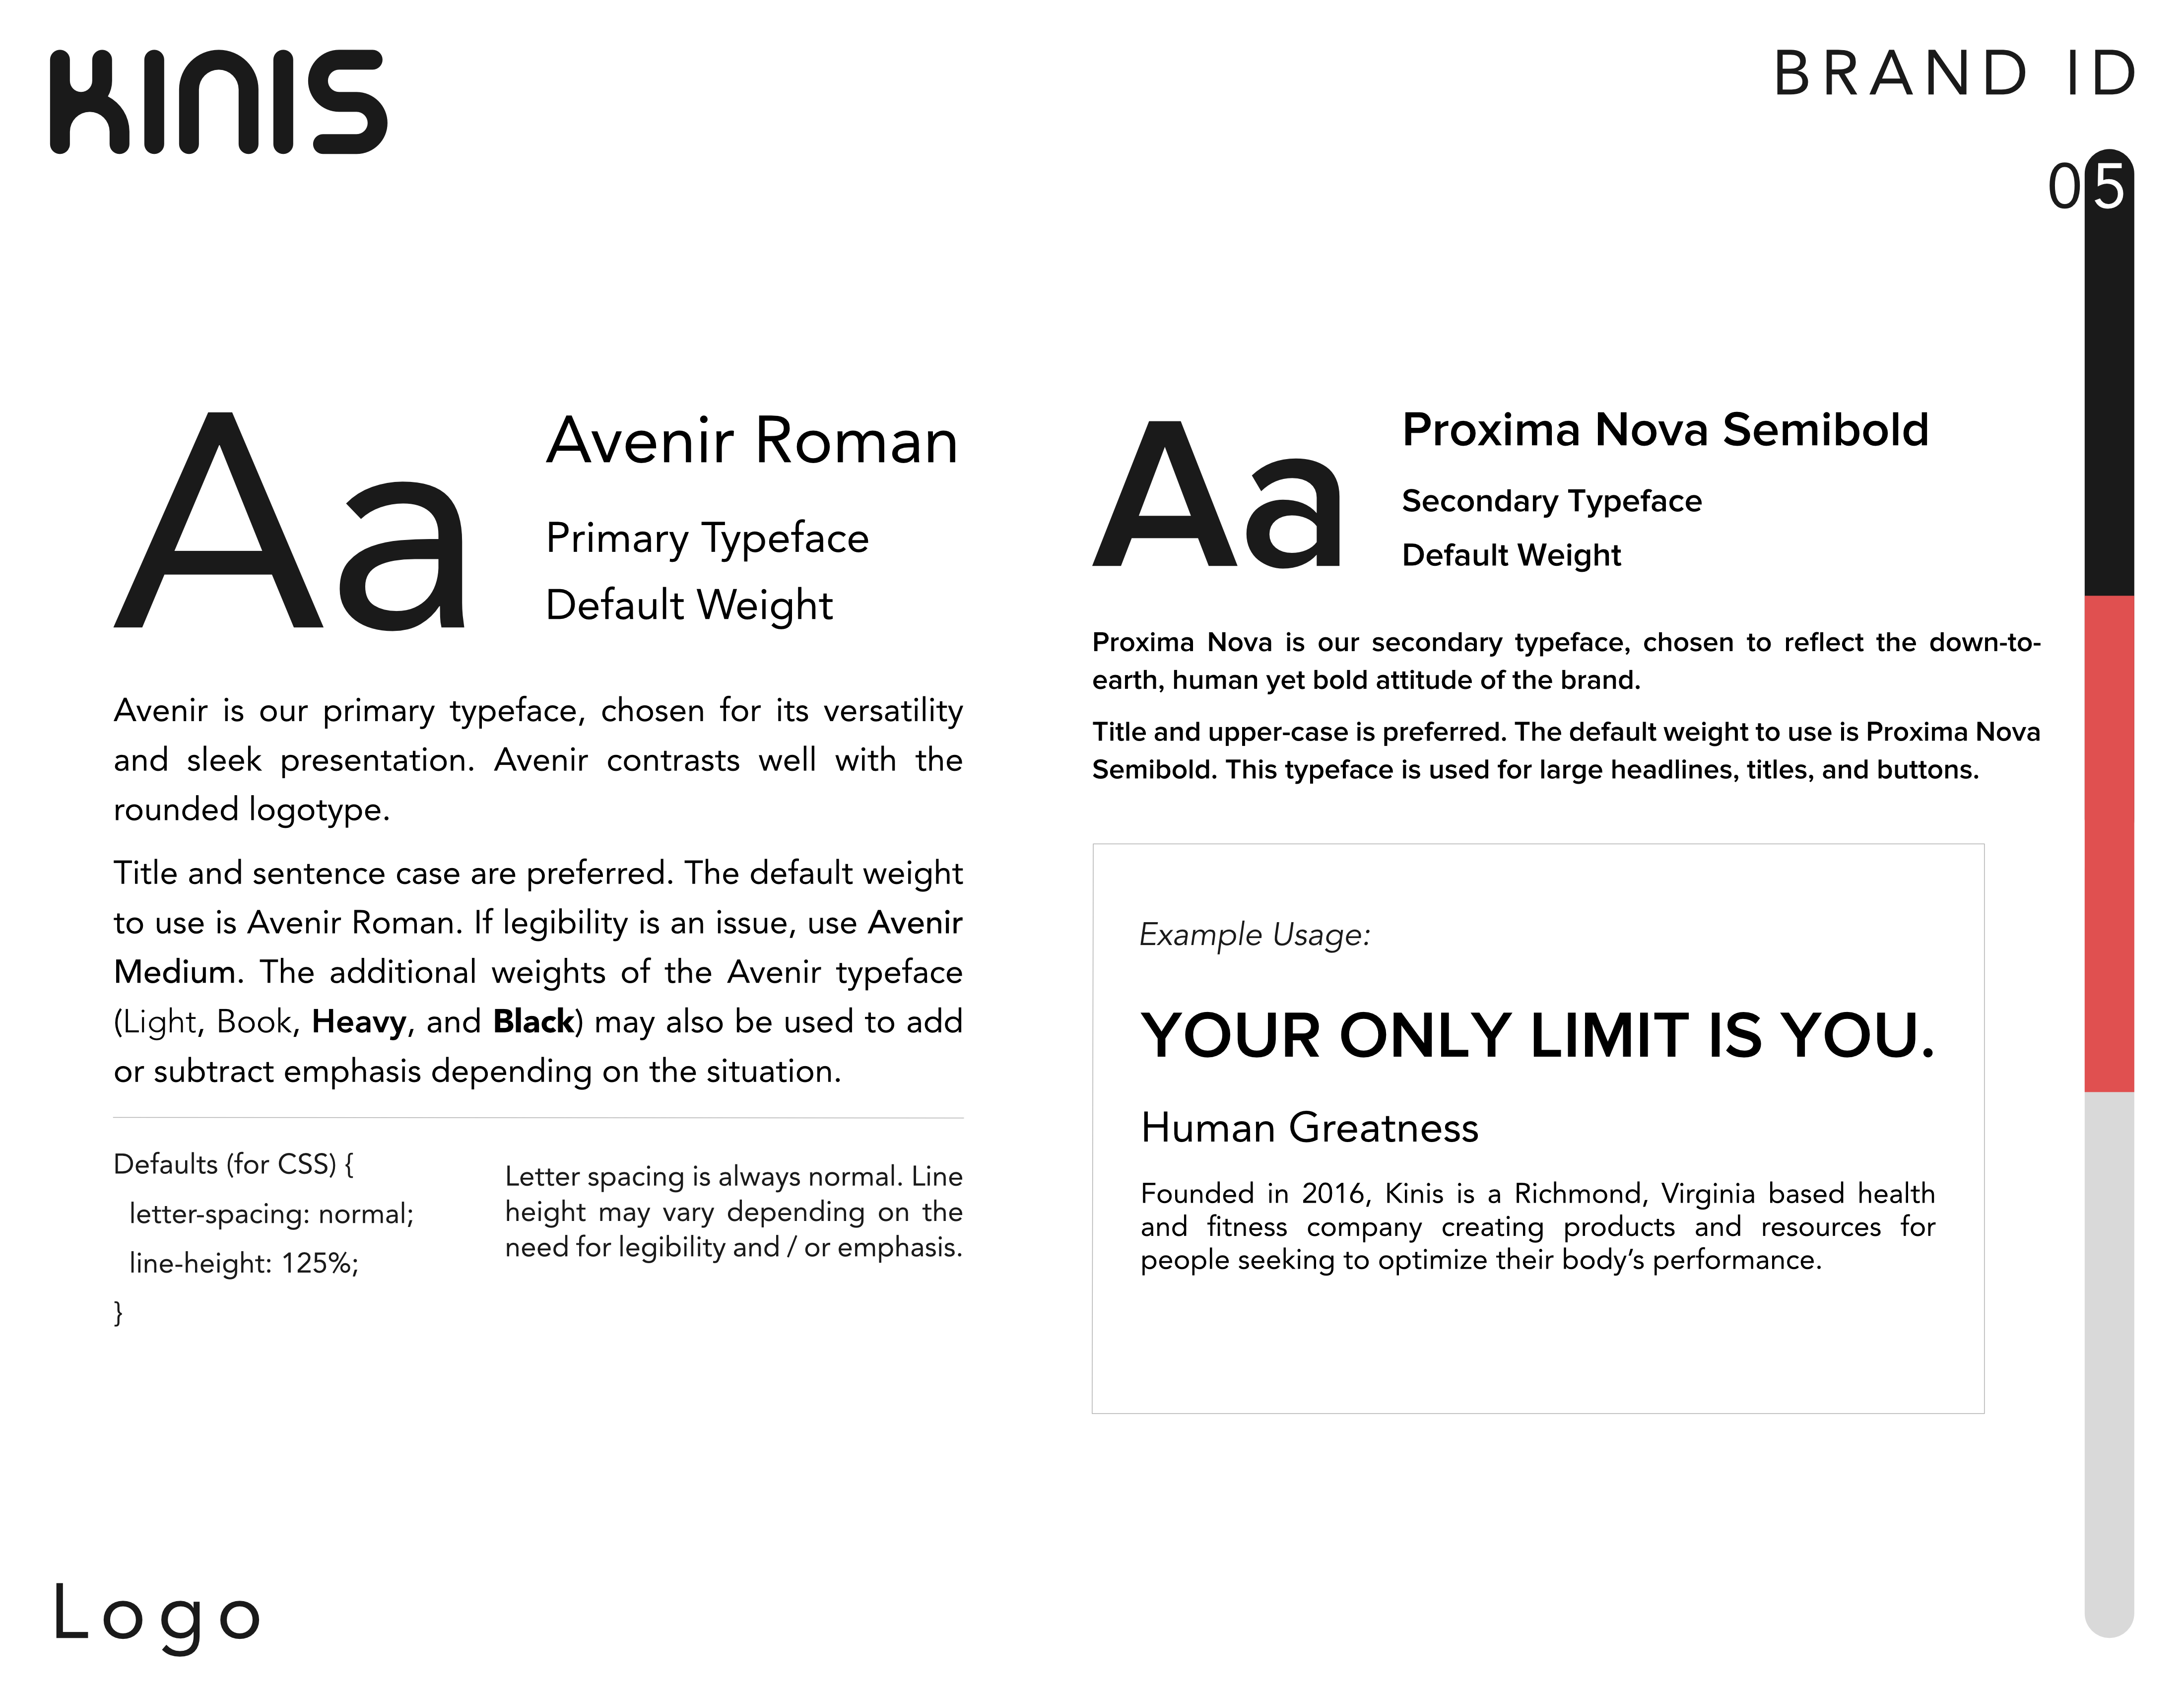 KINIS
BRAND ID
05
Aa
Avenir Roman
Primary Typeface
Default Weight
Avenir is our primary typeface, chosen for its versatility
and sleek presentation. Avenir contrasts well with the
rounded logotype.
Title and sentence case are preferred. The default weight
to use is Avenir Roman. If legibility is an issue, use Avenir
Medium. The additional weights of the Avenir typeface
(Light, Book, Heavy, and Black) may also be used to add
or subtract emphasis depending on the situation.
Defaults (for CSS) {
letter-spacing: normal;
line-height: 125%;
}
Letter spacing is always normal. Line
height may vary depending on the
need for legibility and / or emphasis.
Aa
Proxima Nova Semibold
Secondary Typeface
Default Weight
Proxima Nova is our secondary typeface, chosen to reflect the down-to-
earth, human yet bold attitude of the brand.
Title and upper-case is preferred. The default weight to use is Proxima Nova
Semibold. This typeface is used for large headlines, titles, and buttons.
Example Usage:
YOUR ONLY LIMIT IS YOU.
Human Greatness
Founded in 2016, Kinis is a Richmond, Virginia based health
and fitness company creating products and resources for
people seeking to optimize their body’s performance.
Logo